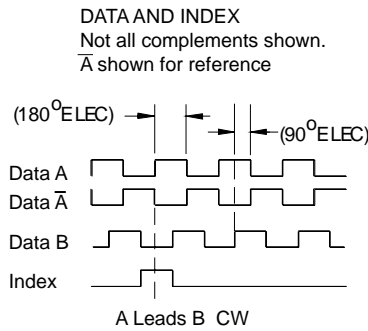 DATA AND INDEX
Not all complements shown.
A̅ shown for reference
(180°ELEC)
(90°ELEC)
Data A
Data A̅
Data B
Index
A Leads B CW